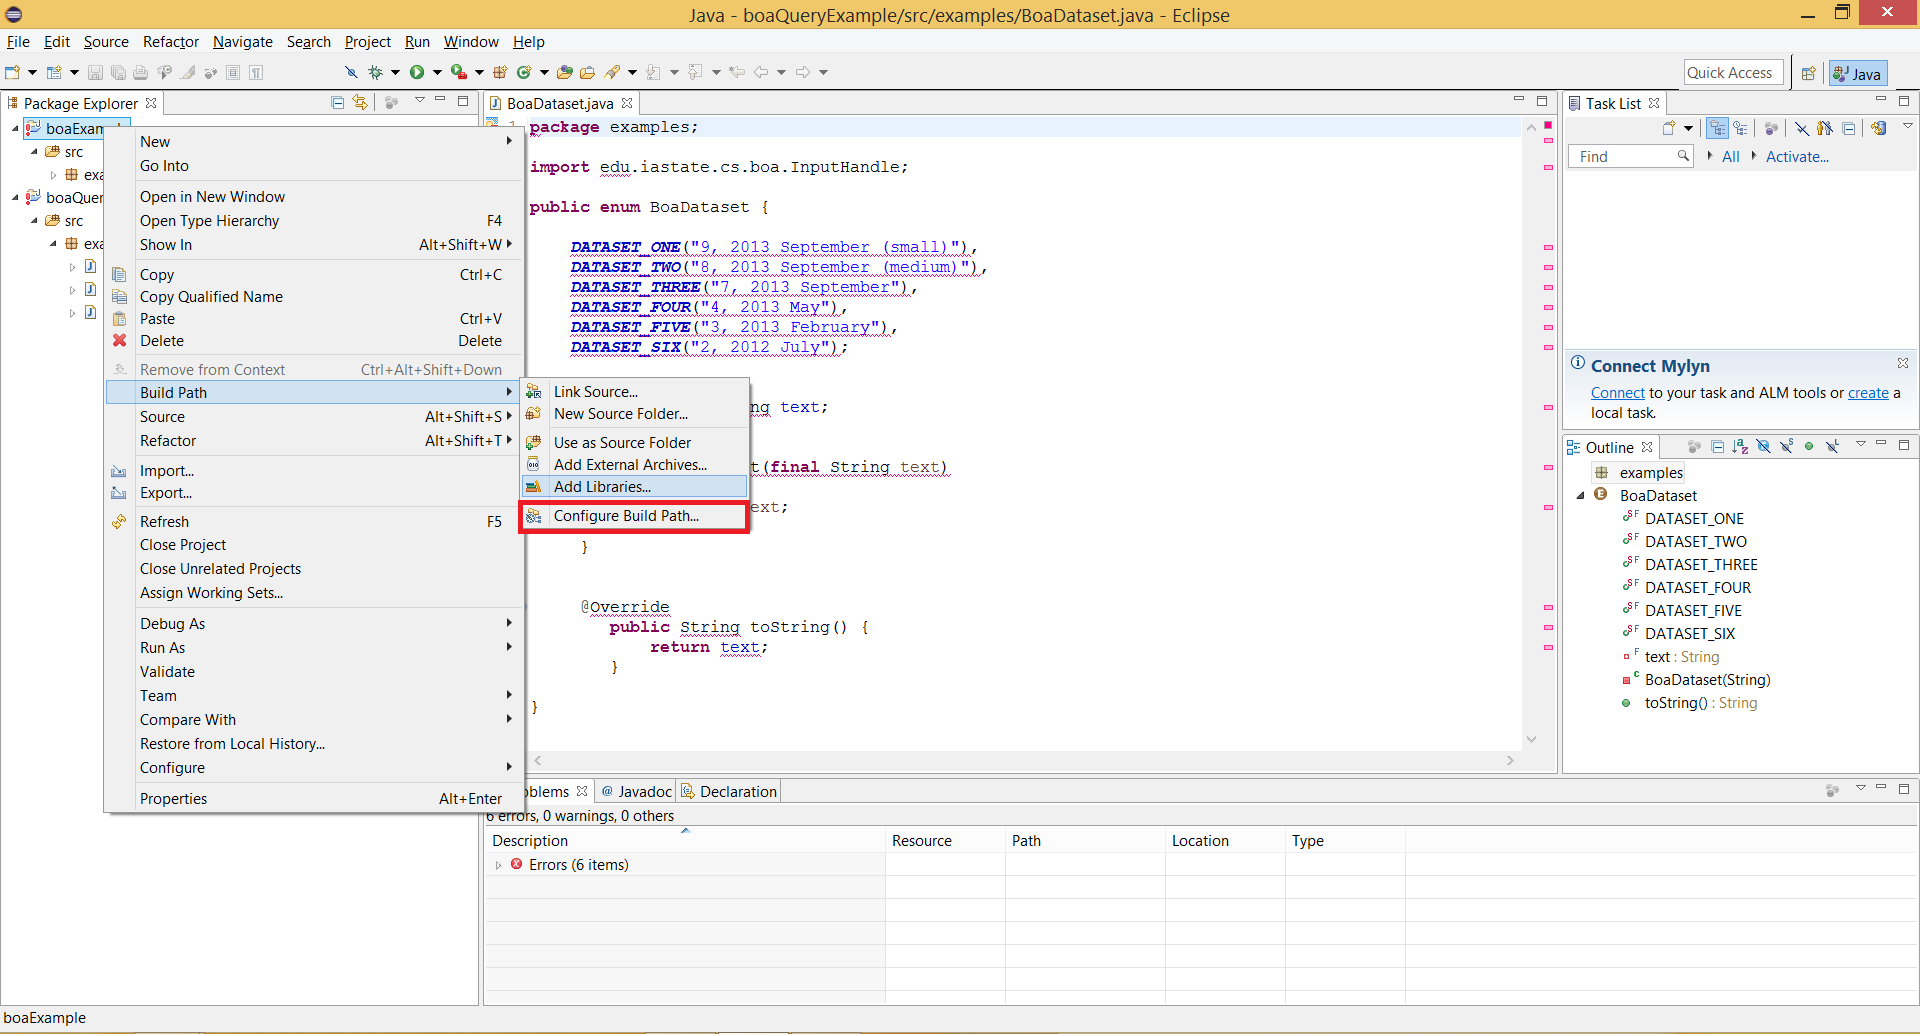 Java - boaQueryExample/src/examples/BoaDataset.java - Eclipse
File Edit Source Refactor Navigate Search Project Run Window Help
Quick Access
Java
Package Explorer
boaExam
src
exa
boaQuer
src
exa
New
Go Into
Open in New Window
Open Type Hierarchy F4
Show In Alt+Shift+W
Copy Ctrl+C
Copy Qualified Name
Paste Ctrl+V
Delete Delete
Remove from Context Ctrl+Alt+Shift+Down
Build Path
Source Alt+Shift+S
Refactor Alt+Shift+T
Import...
Export...
Refresh F5
Close Project
Close Unrelated Projects
Assign Working Sets...
Debug As
Run As
Validate
Team
Compare With
Restore from Local History...
Configure
Properties Alt+Enter
Link Source...
New Source Folder...
Use as Source Folder
Add External Archives...
Add Libraries...
Configure Build Path...
BoaDataset.java
1 package examples;
import edu.iastate.cs.boa.InputHandle;
public enum BoaDataset {
DATASET_ONE("9, 2013 September (small)"),
DATASET_TWO("8, 2013 September (medium)"),
DATASET_THREE("7, 2013 September"),
DATASET_FOUR("4, 2013 May"),
DATASET_FIVE("3, 2013 February"),
DATASET_SIX("2, 2012 July");
ng text;
t(final String text)
ext;
}
@Override
public String toString() {
return text;
}
}
Task List
Find
All
Activate...
Connect Mylyn
Connect to your task and ALM tools or create a
local task.
Outline
examples
BoaDataset
DATASET_ONE
DATASET_TWO
DATASET_THREE
DATASET_FOUR
DATASET_FIVE
DATASET_SIX
text : String
BoaDataset(String)
toString() : String
oblems
@ Javadoc
Declaration
6 errors, 0 warnings, 0 others
Description Resource Path Location Type
Errors (6 items)
boaExample